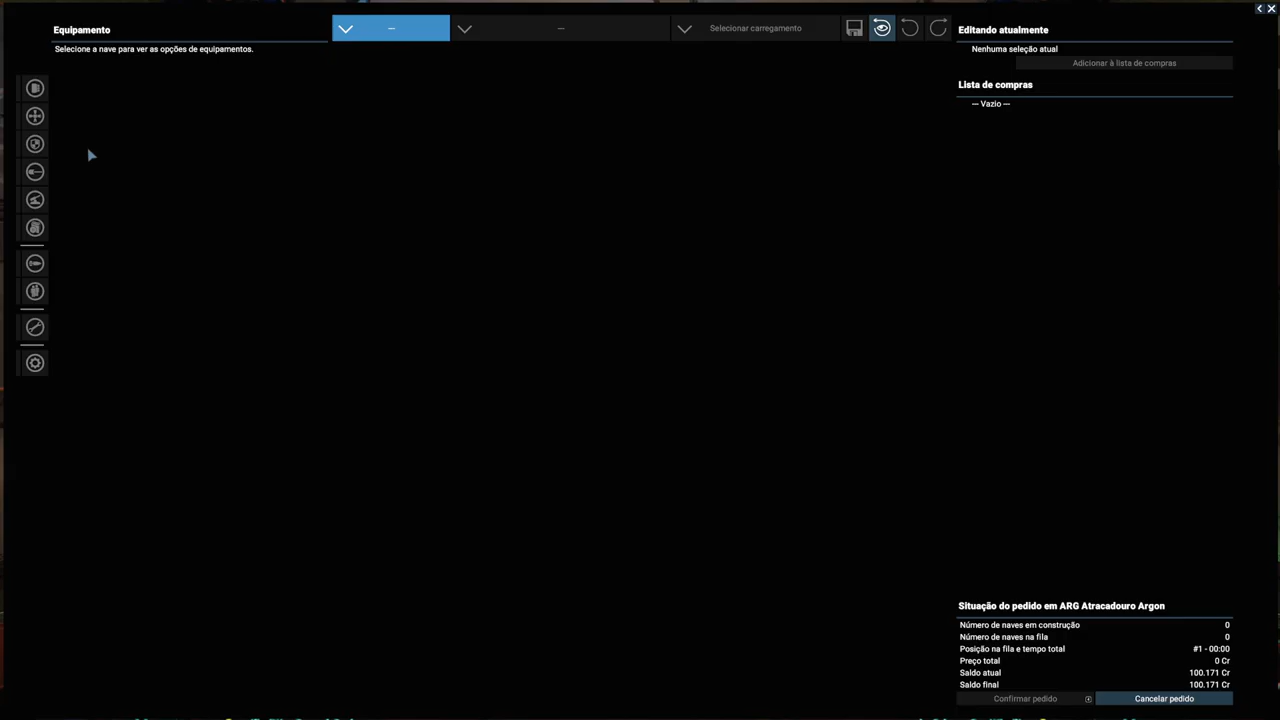 Equipamento
Selecione a nave para ver as opções de equipamentos.
—
—
Selecionar carregamento
Editando atualmente
Nenhuma seleção atual
Adicionar à lista de compras
Lista de compras
— Vazio —
Situação do pedido em ARG Atracadouro Argon
Número de naves em construção 0
Número de naves na fila 0
Posição na fila e tempo total #1 - 00:00
Preço total 0 Cr
Saldo atual 100.171 Cr
Saldo final 100.171 Cr
Confirmar pedido
Cancelar pedido